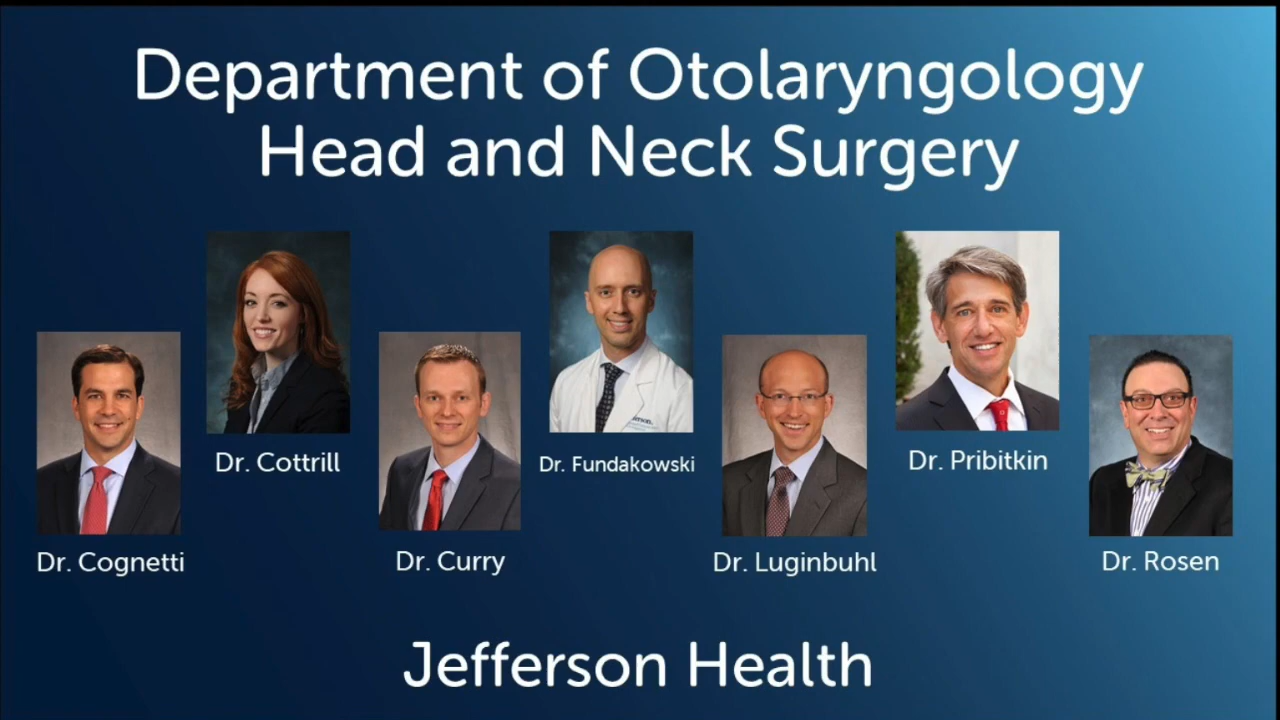 Department of Otolaryngology
Head and Neck Surgery
Dr. Cognetti
Dr. Cottrill
Dr. Curry
Dr. Fundakowski
Dr. Luginbuhl
Dr. Pribitkin
Dr. Rosen
Jefferson Health